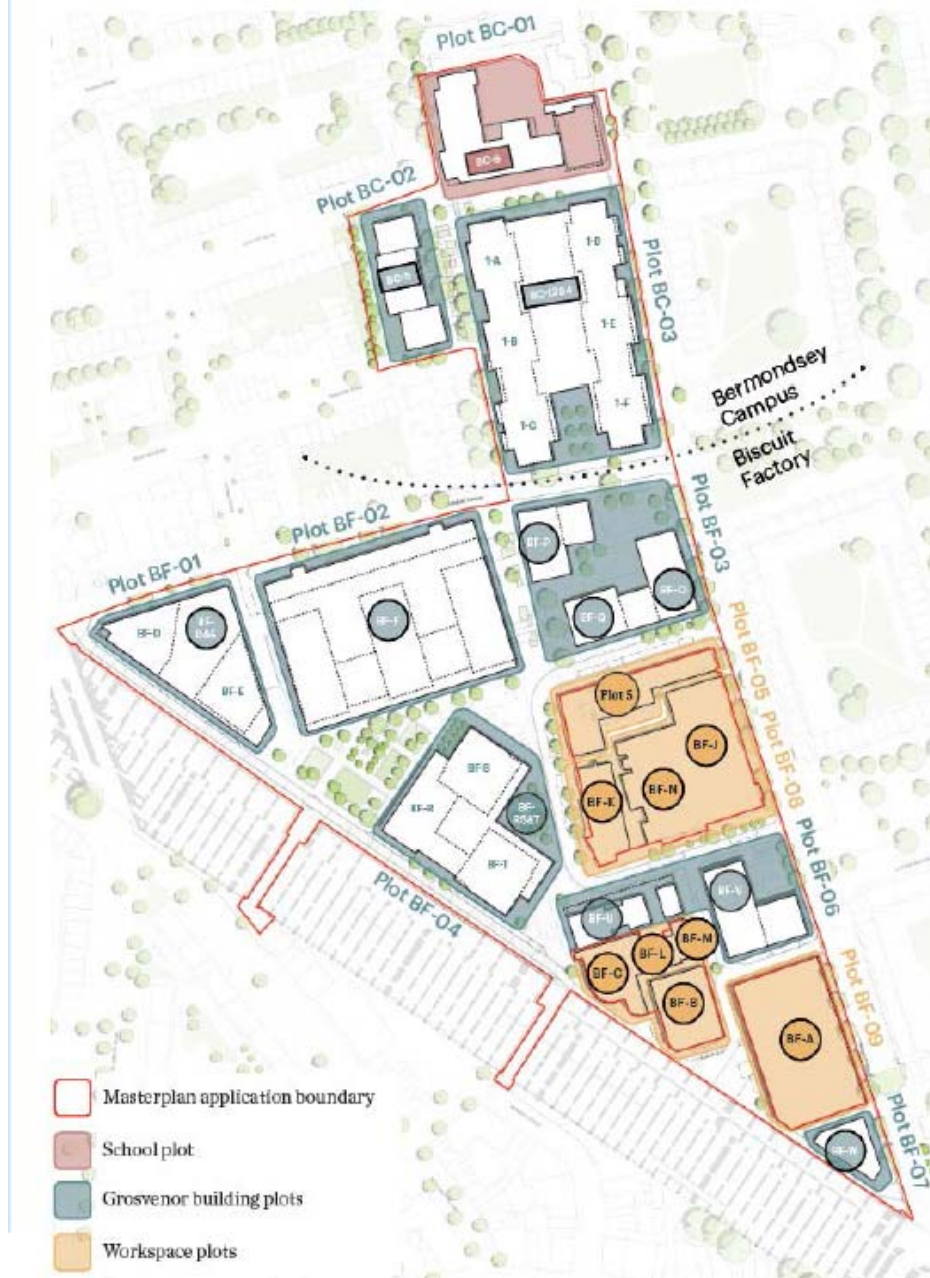 Plot BC-01
BC-6
Plot BC-02
BC-5
1-A
1-D
Plot BC-03
1-B
1-E
1-C
1-F
Bermondsey
Campus
Biscuit
Factory
Plot BF-02
Plot BF-01
Plot BF-03
BF-P
BF-O
BF-Q
BF-F
BF-D
BF-E
Plot BF-05
Plot 5
Plot BF-08
BF-J
BF-N
BF-K
BF-S
BF-R
BF-T
Plot BF-04
Plot BF-06
BF-V
BF-U
BF-M
BF-L
BF-C
BF-B
Plot BF-09
BF-A
Plot BF-07
BF-W
Masterplan application boundary
School plot
Grosvenor building plots
Workspace plots